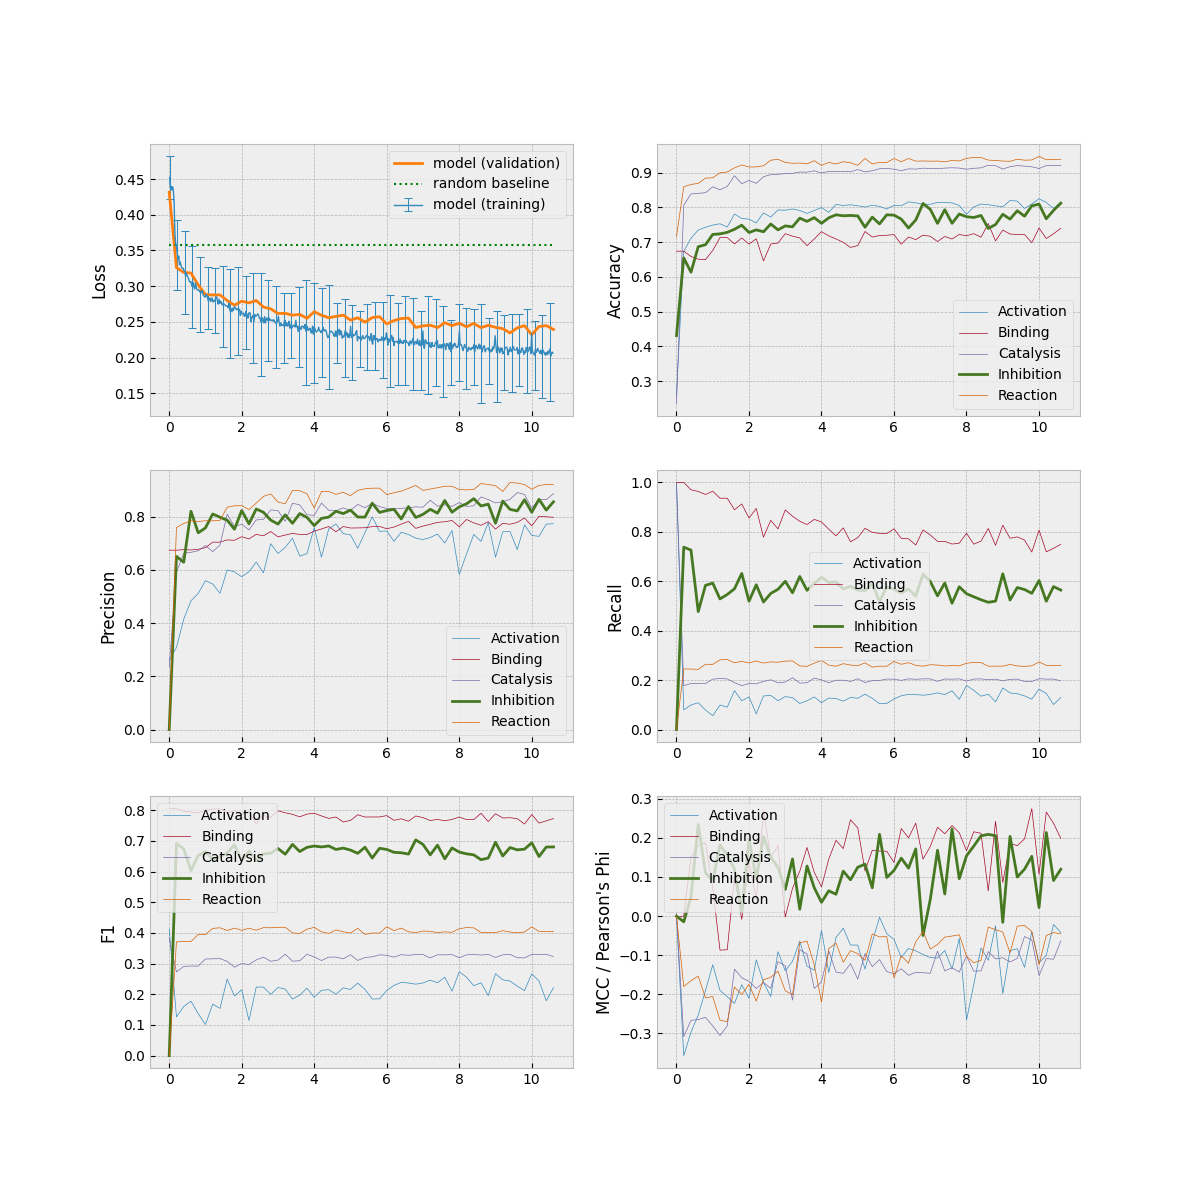 Loss
0.45
0.40
0.35
0.30
0.25
0.20
0.15
model (validation)
random baseline
model (training)
0 2 4 6 8 10
Accuracy
0.9
0.8
0.7
0.6
0.5
0.4
0.3
Activation
Binding
Catalysis
Inhibition
Reaction
0 2 4 6 8 10
Precision
0.8
0.6
0.4
0.2
0.0
Activation
Binding
Catalysis
Inhibition
Reaction
0 2 4 6 8 10
Recall
1.0
0.8
0.6
0.4
0.2
0.0
Activation
Binding
Catalysis
Inhibition
Reaction
0 2 4 6 8 10
F1
0.8
0.7
0.6
0.5
0.4
0.3
0.2
0.1
0.0
Activation
Binding
Catalysis
Inhibition
Reaction
0 2 4 6 8 10
MCC / Pearson's Phi
0.3
0.2
0.1
0.0
−0.1
−0.2
−0.3
Activation
Binding
Catalysis
Inhibition
Reaction
0 2 4 6 8 10